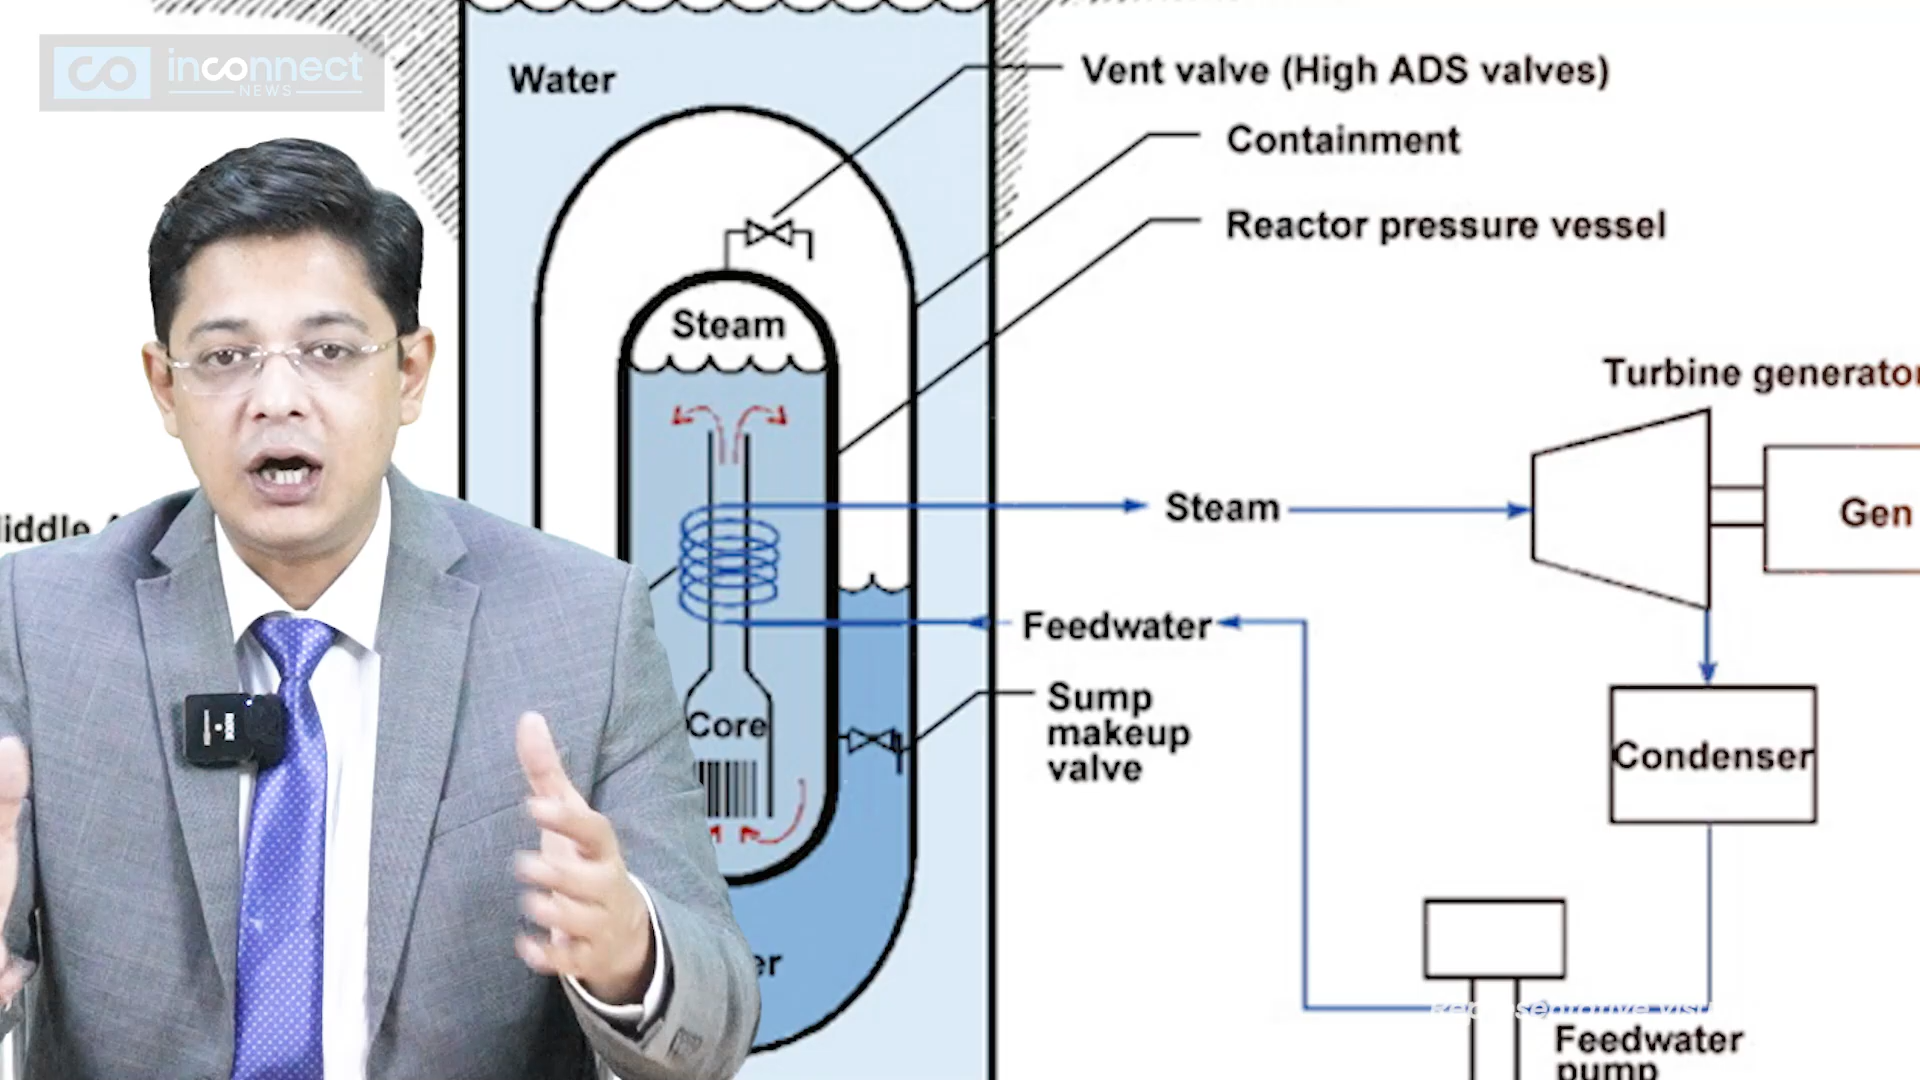 inconnect
NEWS
Water
Vent valve (High ADS valves)
Containment
Reactor pressure vessel
Steam
Turbine generator
Steam
Gen
Feedwater
Sump
makeup
valve
Core
Condenser
Feedwater
pump